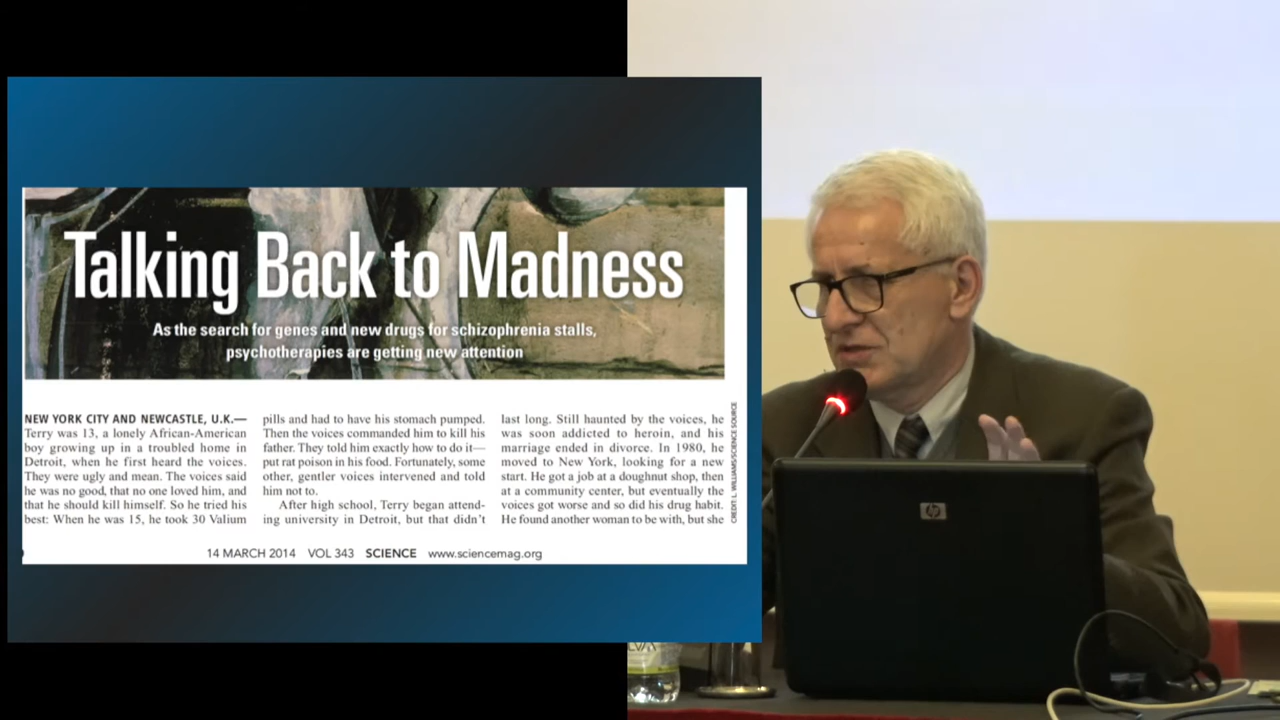 Talking Back to Madness
As the search for genes and new drugs for schizophrenia stalls,
psychotherapies are getting new attention
NEW YORK CITY AND NEWCASTLE, U.K.—
Terry was 13, a lonely African-American
boy growing up in a troubled home in
Detroit, when he first heard the voices.
They were ugly and mean. The voices said
he was no good, that no one loved him, and
that he should kill himself. So he tried his
best: When he was 15, he took 30 Valium
pills and had to have his stomach pumped.
Then the voices commanded him to kill his
father. They told him exactly how to do it—
put rat poison in his food. Fortunately, some
other, gentler voices intervened and told
him not to.
After high school, Terry began attend-
ing university in Detroit, but that didn't
last long. Still haunted by the voices, he
was soon addicted to heroin, and his
marriage ended in divorce. In 1980, he
moved to New York, looking for a new
start. He got a job at a doughnut shop, then
at a community center, but eventually the
voices got worse and so did his drug habit.
He found another woman to be with, but she
CREDIT: L. WILLIAMS/SCIENCE SOURCE
14 MARCH 2014 VOL 343 SCIENCE www.sciencemag.org
hp